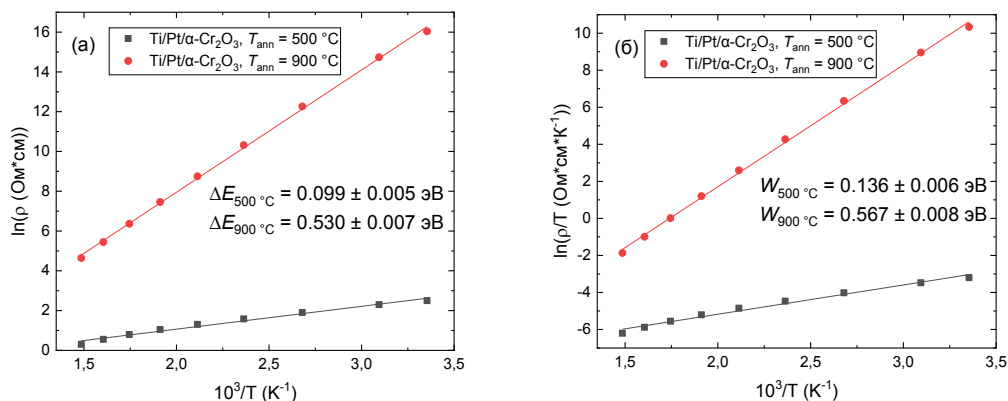 (а)
Ti/Pt/α-Cr₂O₃, Tₐₙₙ = 500 °C
Ti/Pt/α-Cr₂O₃, Tₐₙₙ = 900 °C
ΔE₅₀₀ °C = 0.099 ± 0.005 эВ
ΔE₉₀₀ °C = 0.530 ± 0.007 эВ
ln(ρ (Ом*см))
16
14
12
10
8
6
4
2
0
1,5 2,0 2,5 3,0 3,5
10³/T (K⁻¹)
(б)
Ti/Pt/α-Cr₂O₃, Tₐₙₙ = 500 °C
Ti/Pt/α-Cr₂O₃, Tₐₙₙ = 900 °C
W₅₀₀ °C = 0.136 ± 0.006 эВ
W₉₀₀ °C = 0.567 ± 0.008 эВ
ln(ρ/T (Ом*см*K⁻¹)
10
8
6
4
2
0
-2
-4
-6
1,5 2,0 2,5 3,0 3,5
10³/T (K⁻¹)